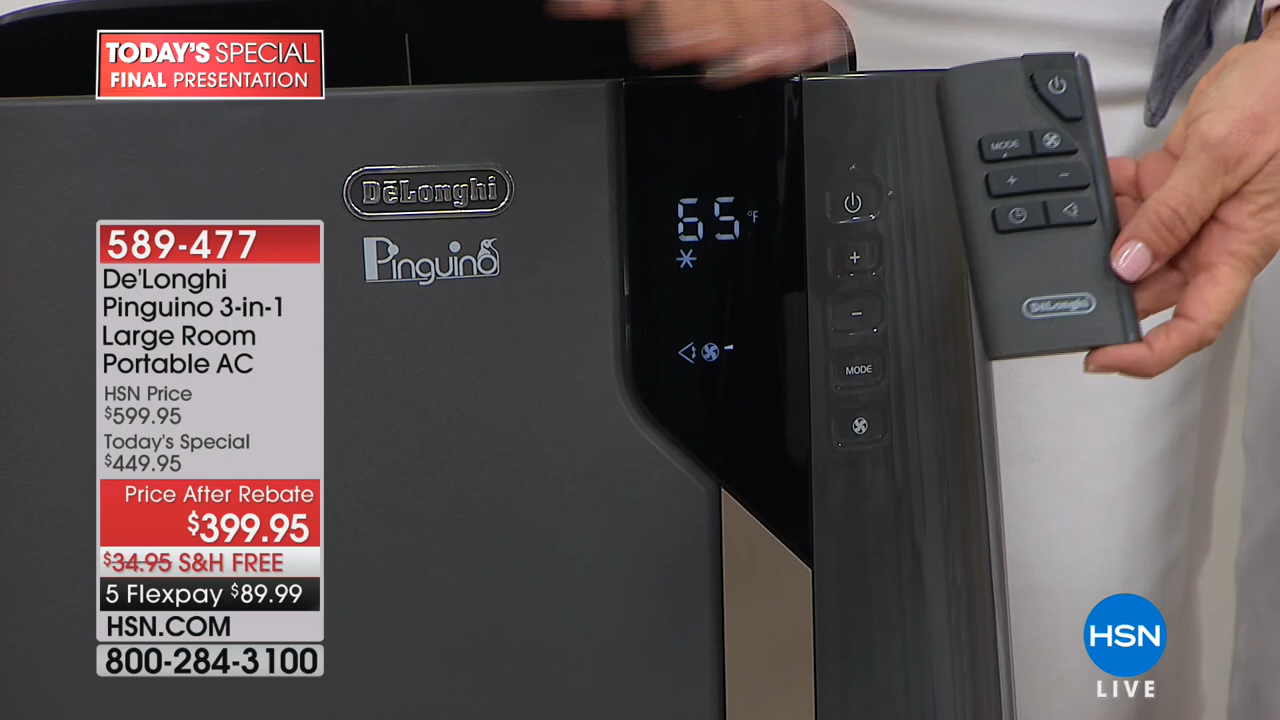 TODAY'S SPECIAL
FINAL PRESENTATION
589-477
De'Longhi
Pinguino 3-in-1
Large Room
Portable AC
HSN Price
$599.95
Today's Special
$449.95
Price After Rebate
$399.95
$34.95 S&H FREE
5 Flexpay $89.99
HSN.COM
800-284-3100
DēLonghi
Pinguino
65 °F
+
−
MODE
MODE
+ −
DēLonghi
HSN
LIVE